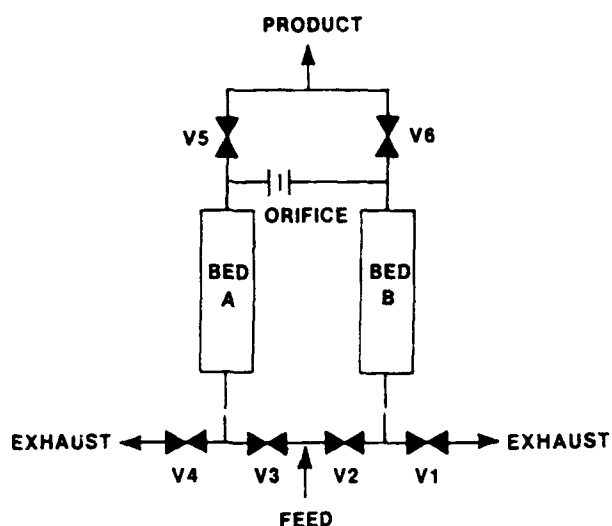 PRODUCT
V5
V6
ORIFICE
BED
A
BED
B
EXHAUST
EXHAUST
V4
V3
V2
V1
FEED